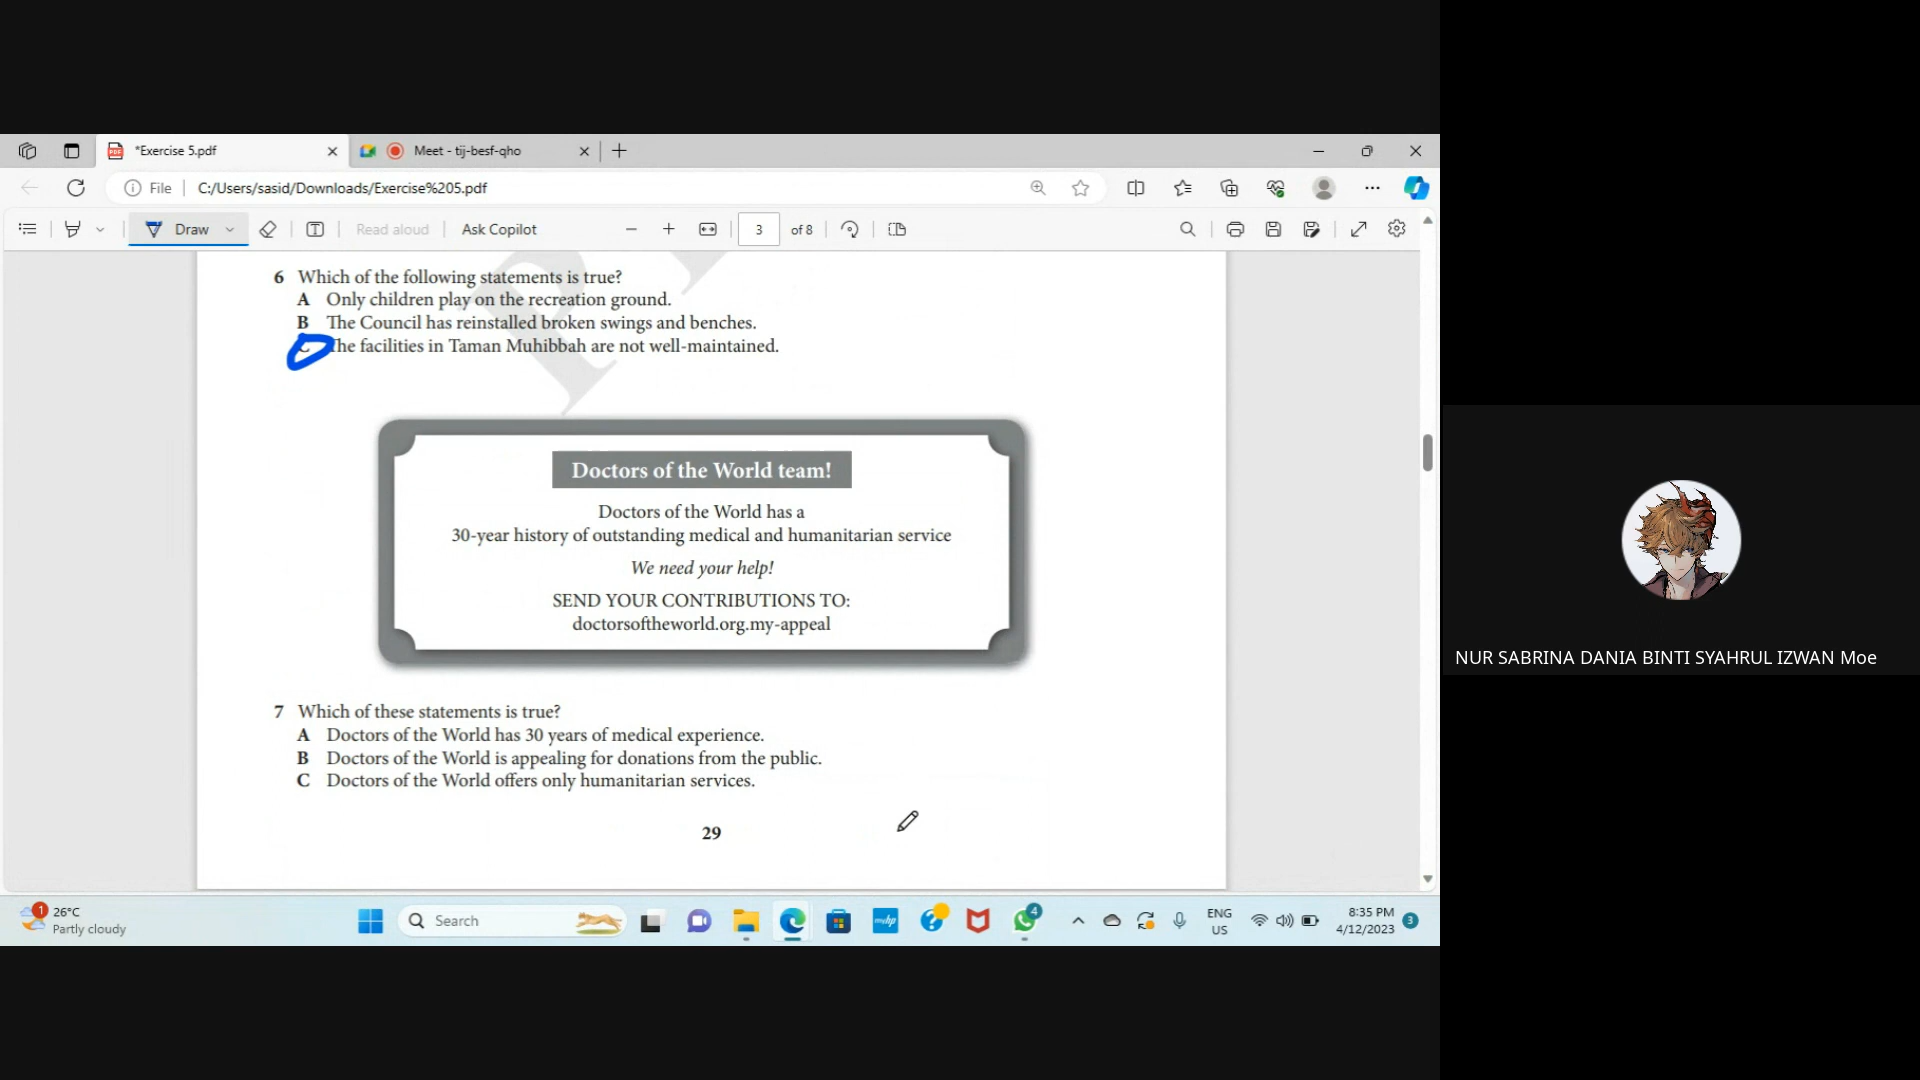 *Exercise 5.pdf
Meet - tij-besf-qho
File
C:/Users/sasid/Downloads/Exercise%205.pdf
Draw
Read aloud
Ask Copilot
3
of 8
6 Which of the following statements is true?
A Only children play on the recreation ground.
B The Council has reinstalled broken swings and benches.
C The facilities in Taman Muhibbah are not well-maintained.
Doctors of the World team!
Doctors of the World has a
30-year history of outstanding medical and humanitarian service
We need your help!
SEND YOUR CONTRIBUTIONS TO:
doctorsoftheworld.org.my-appeal
7 Which of these statements is true?
A Doctors of the World has 30 years of medical experience.
B Doctors of the World is appealing for donations from the public.
C Doctors of the World offers only humanitarian services.
29
NUR SABRINA DANIA BINTI SYAHRUL IZWAN Moe
1
26°C
Partly cloudy
Search
myhp
4
ENG
US
8:35 PM
4/12/2023
3